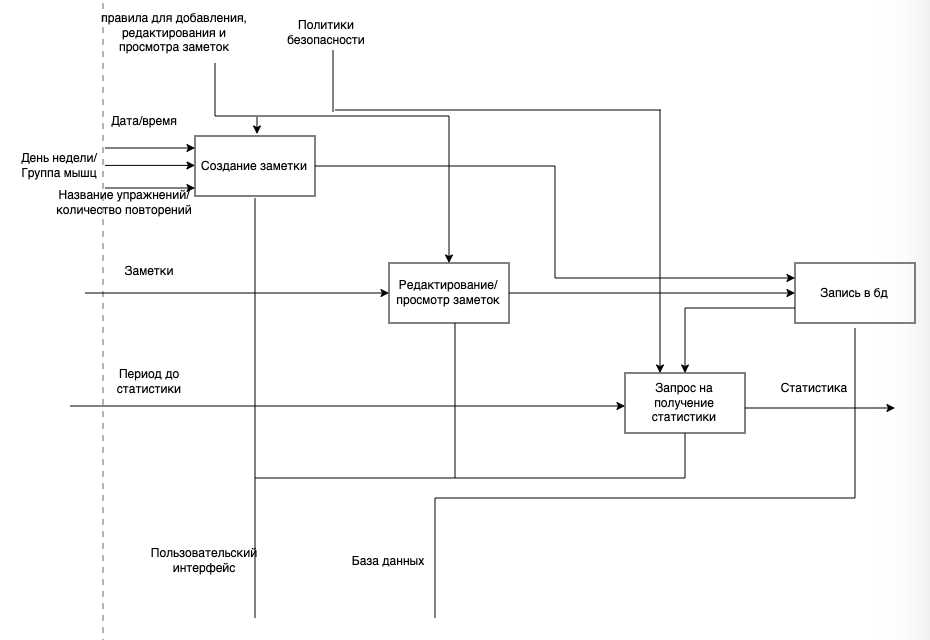 правила для добавления,
редактирования и
просмотра заметок
Политики
безопасности
Дата/время
День недели/
Группа мышц
Название упражнений/
количество повторений
Создание заметки
Заметки
Редактирование/
просмотр заметок
Запись в бд
Период до
статистики
Запрос на
получение
статистики
Статистика
Пользовательский
интерфейс
База данных